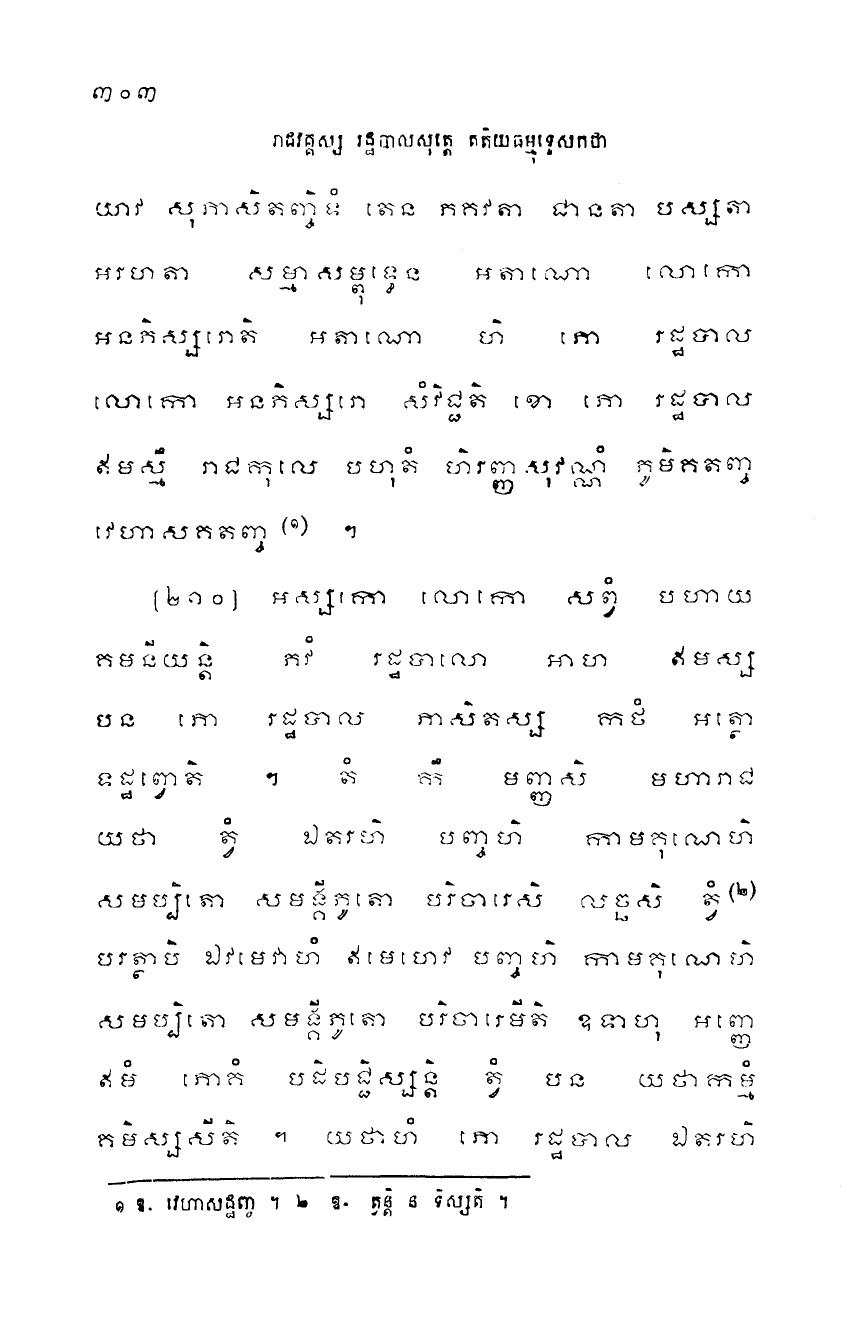 ៣០៣
រាជវគ្គស្ស រដ្ឋបាលសុត្តេ តតិយធម្មុទ្ទេសកថា
យាវ សុភាសិតញ្ចិទំ តេន ភគវតា ជានតា បស្សតា
អរហតា សម្មាសម្ពុទ្ធេន អតាណោ លោកោ
អនភិស្សរោតិ អតាណោ ហិ ភោ រដ្ឋបាល
លោកោ អនភិស្សរោ សំវិជ្ជតិ ខោ ភោ រដ្ឋបាល
ឥមស្មឹ រាជកុលេ បហុតំ ហិរញ្ញសុវណ្ណំ ភូមិគតញ្ច
វេហាសគតញ្ច (១) ។
[២១០] អស្សកោ លោកោ សព្វំ បហាយ
គមនីយន្តិ ភវំ រដ្ឋបាលោ អាហ ឥមស្ស
បន ភោ រដ្ឋបាល ភាសិតស្ស កថំ អត្ថោ
ទដ្ឋព្វោតិ ។ តំ កឹ មញ្ញសិ មហារាជ
យថា ត្វំ ឯតរហិ បញ្ចហិ កាមគុណេហិ
សមប្បិតោ សមង្គីភូតោ បរិចារេសិ លច្ឆសិ ត្វំ (២)
បរត្ថាបិ ឯវមេវាហំ ឥមេហេវ បញ្ចហិ កាមគុណេហិ
សមប្បិតោ សមង្គីភូតោ បរិចារេមីតិ ឧទាហុ អញ្ញេ
ឥមំ ភោគំ បដិបជ្ជិស្សន្តិ ត្វំ បន យថាកម្មំ
គមិស្សសីតិ ។ យថាហំ ភោ រដ្ឋបាល ឯតរហិ
១ ឱ. វេហាសដ្ឋិញ្ច ។ ២ ឱ. ត្វន្តិ ន ទិស្សតិ ។